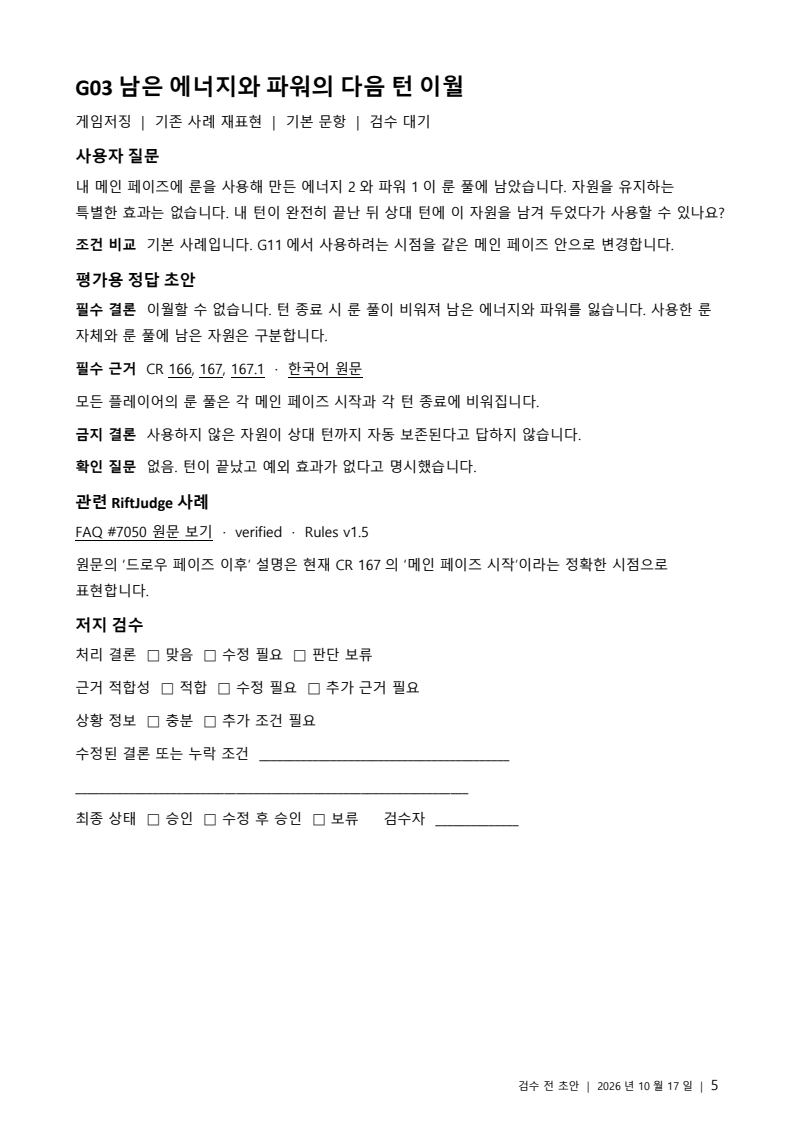 G03 남은 에너지와 파워의 다음 턴 이월
게임저징 | 기존 사례 재표현 | 기본 문항 | 검수 대기
사용자 질문
내 메인 페이즈에 룬을 사용해 만든 에너지 2 와 파워 1 이 룬 풀에 남았습니다. 자원을 유지하는
특별한 효과는 없습니다. 내 턴이 완전히 끝난 뒤 상대 턴에 이 자원을 남겨 두었다가 사용할 수 있나요?
조건 비교 기본 사례입니다. G11 에서 사용하려는 시점을 같은 메인 페이즈 안으로 변경합니다.
평가용 정답 초안
필수 결론 이월할 수 없습니다. 턴 종료 시 룬 풀이 비워져 남은 에너지와 파워를 잃습니다. 사용한 룬
자체와 룬 풀에 남은 자원은 구분합니다.
필수 근거 CR 166, 167, 167.1 · 한국어 원문
모든 플레이어의 룬 풀은 각 메인 페이즈 시작과 각 턴 종료에 비워집니다.
금지 결론 사용하지 않은 자원이 상대 턴까지 자동 보존된다고 답하지 않습니다.
확인 질문 없음. 턴이 끝났고 예외 효과가 없다고 명시했습니다.
관련 RiftJudge 사례
FAQ #7050 원문 보기 · verified · Rules v1.5
원문의 '드로우 페이즈 이후' 설명은 현재 CR 167 의 '메인 페이즈 시작'이라는 정확한 시점으로
표현합니다.
저지 검수
처리 결론 □ 맞음 □ 수정 필요 □ 판단 보류
근거 적합성 □ 적합 □ 수정 필요 □ 추가 근거 필요
상황 정보 □ 충분 □ 추가 조건 필요
수정된 결론 또는 누락 조건 ___________________________________
_______________________________________________________
최종 상태 □ 승인 □ 수정 후 승인 □ 보류 검수자 ____________
검수 전 초안 | 2026 년 10 월 17 일 | 5